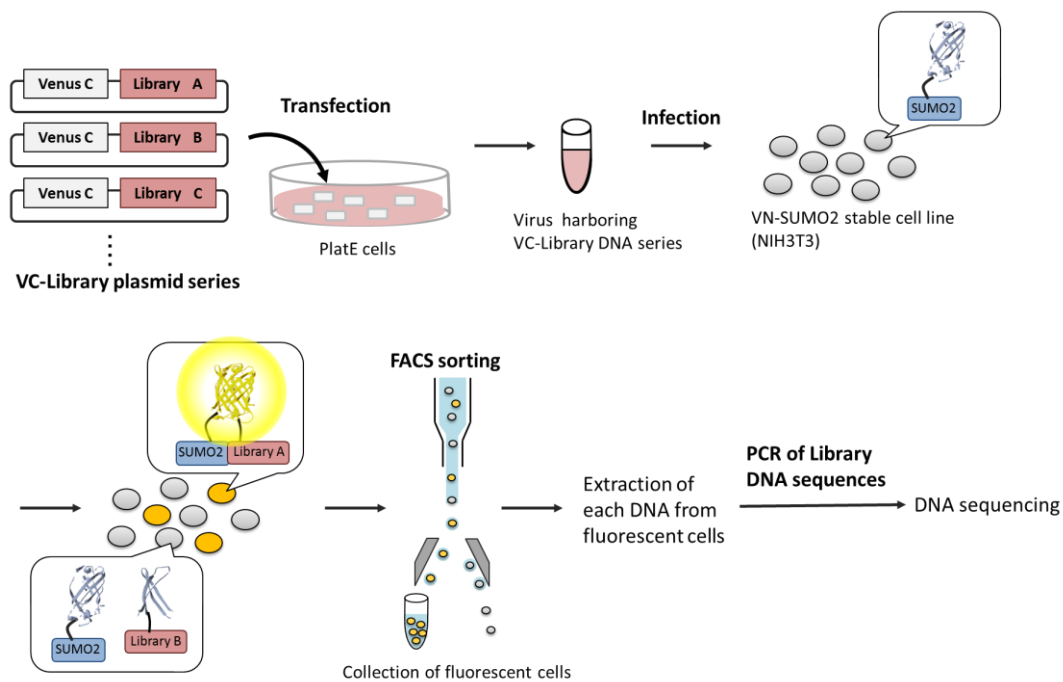 Venus C
Library A
Venus C
Library B
Venus C
Library C
VC-Library plasmid series
Transfection
PlatE cells
Virus harboring
VC-Library DNA series
Infection
SUMO2
VN-SUMO2 stable cell line
(NIH3T3)
SUMO2
Library A
SUMO2
Library B
FACS sorting
Collection of fluorescent cells
Extraction of
each DNA from
fluorescent cells
PCR of Library
DNA sequences
DNA sequencing